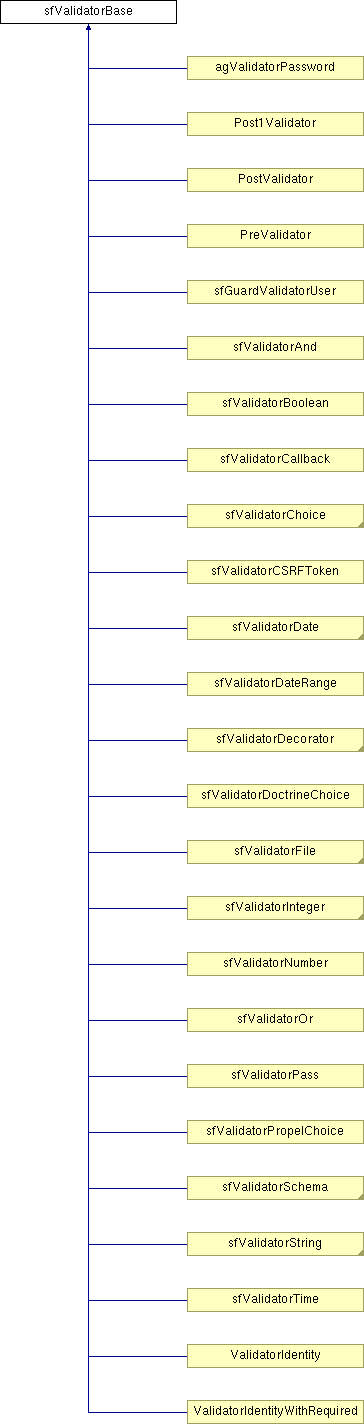 sfValidatorBase
agValidatorPassword
Post1Validator
PostValidator
PreValidator
sfGuardValidatorUser
sfValidatorAnd
sfValidatorBoolean
sfValidatorCallback
sfValidatorChoice
sfValidatorCSRFToken
sfValidatorDate
sfValidatorDateRange
sfValidatorDecorator
sfValidatorDoctrineChoice
sfValidatorFile
sfValidatorInteger
sfValidatorNumber
sfValidatorOr
sfValidatorPass
sfValidatorPropelChoice
sfValidatorSchema
sfValidatorString
sfValidatorTime
ValidatorIdentity
ValidatorIdentityWithRequired